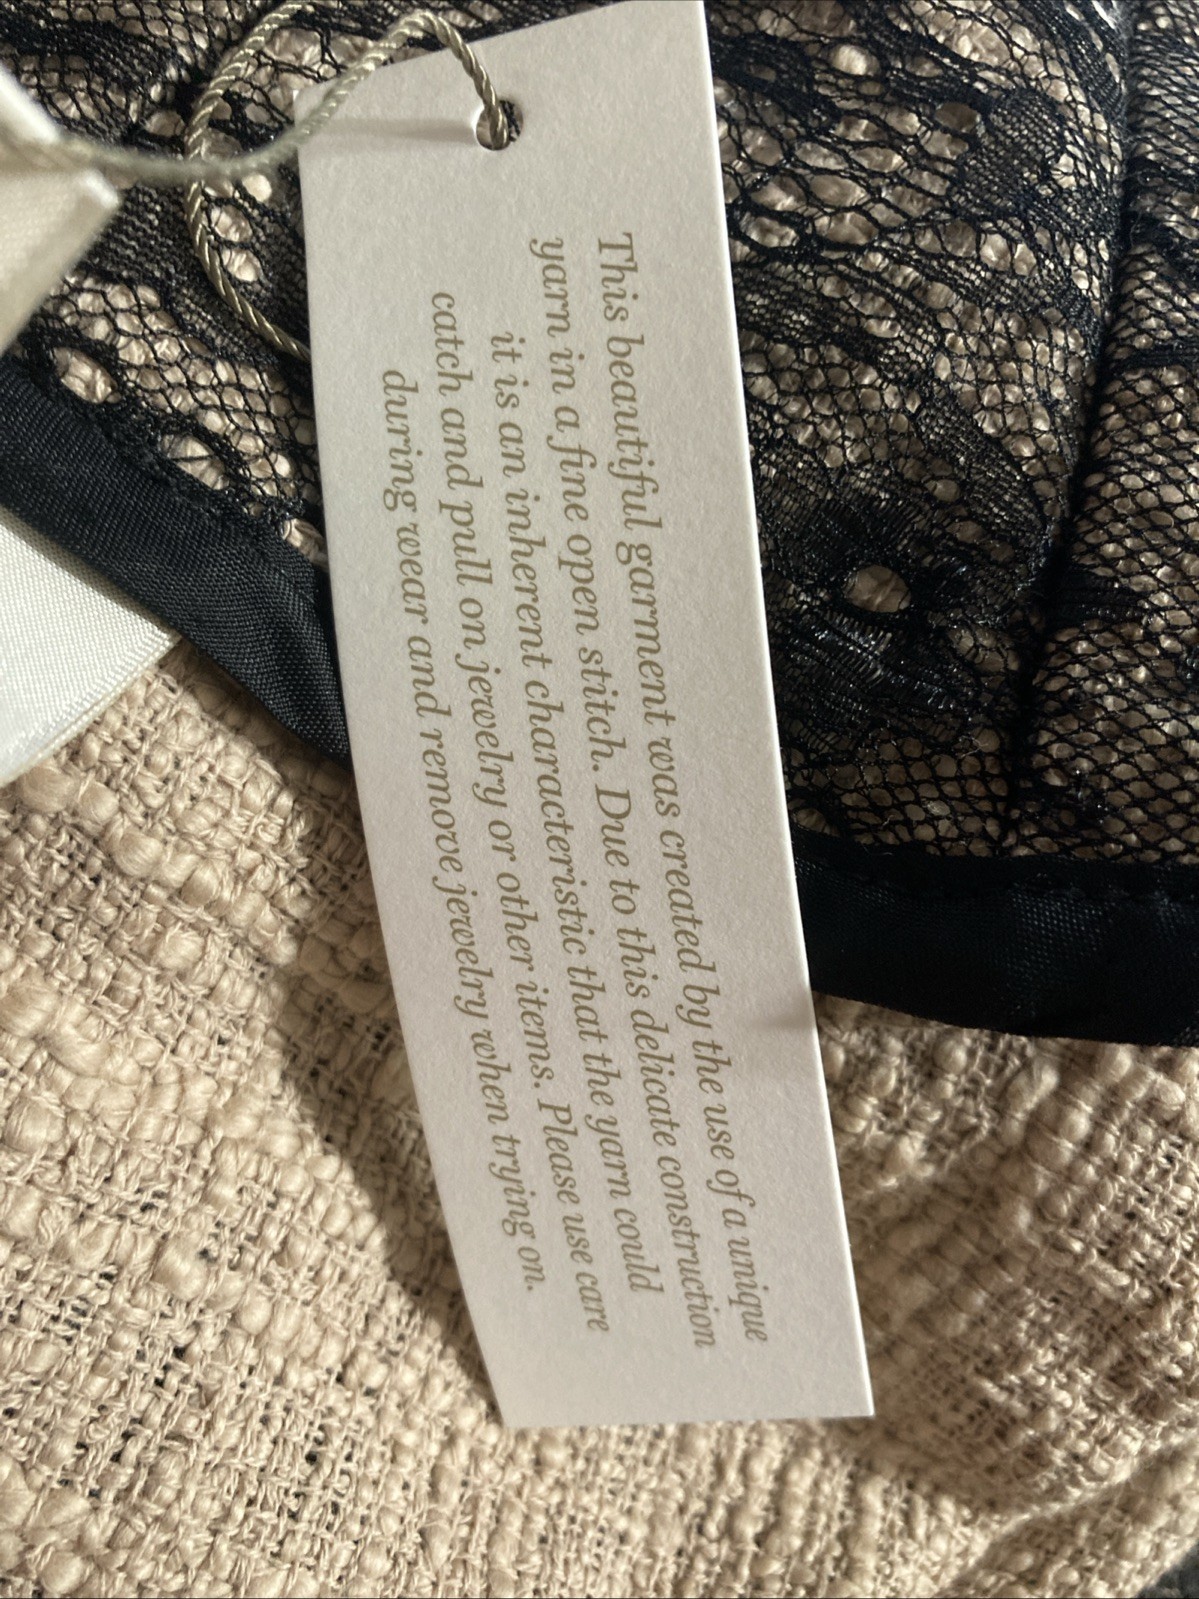 This beautiful garment was created by the use of a unique
yarn in a fine open stitch. Due to this delicate construction
it is an inherent characteristic that the yarn could
catch and pull on jewelry or other items. Please use care
during wear and remove jewelry when trying on.